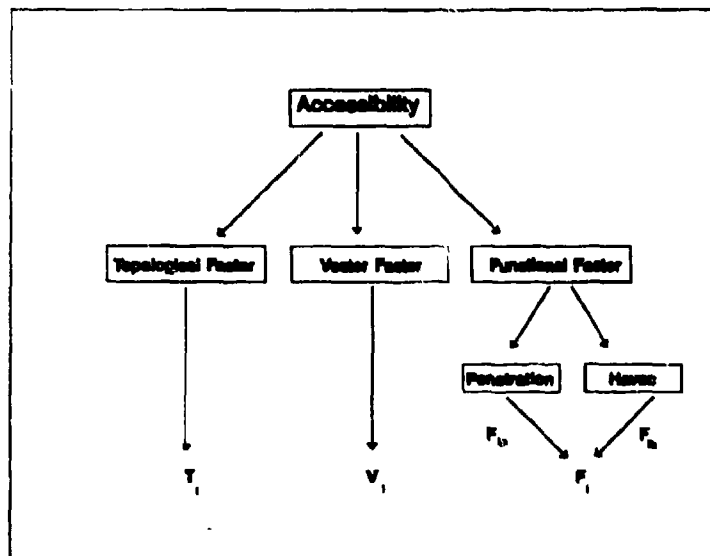 Accessibility
Topological Factor Vector Factor Functional Factor
Penetration Havoc
T i V i F i